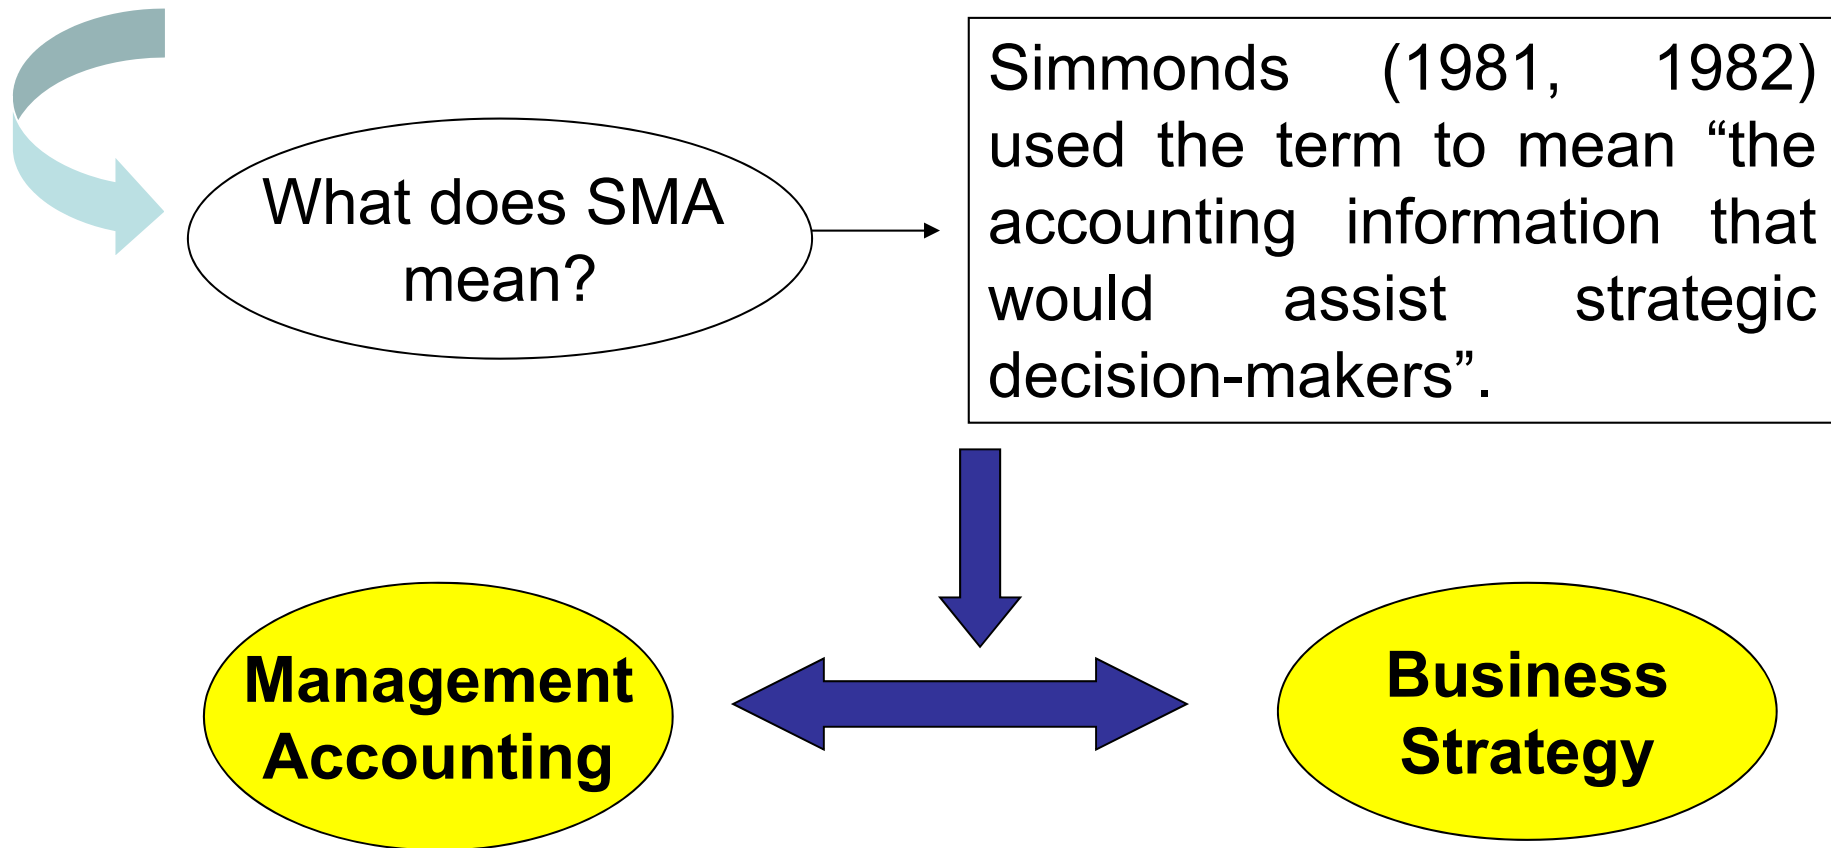 What does SMA
mean?
Simmonds (1981, 1982)
used the term to mean “the
accounting information that
would assist strategic
decision-makers”.
Management
Accounting
Business
Strategy